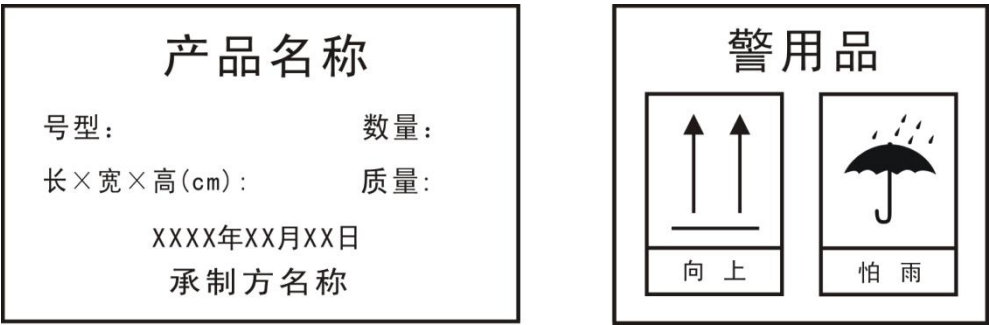 产品名称
号型： 数量：
长×宽×高(cm): 质量:
XXXX年XX月XX日
承制方名称
警用品
向上
怕雨